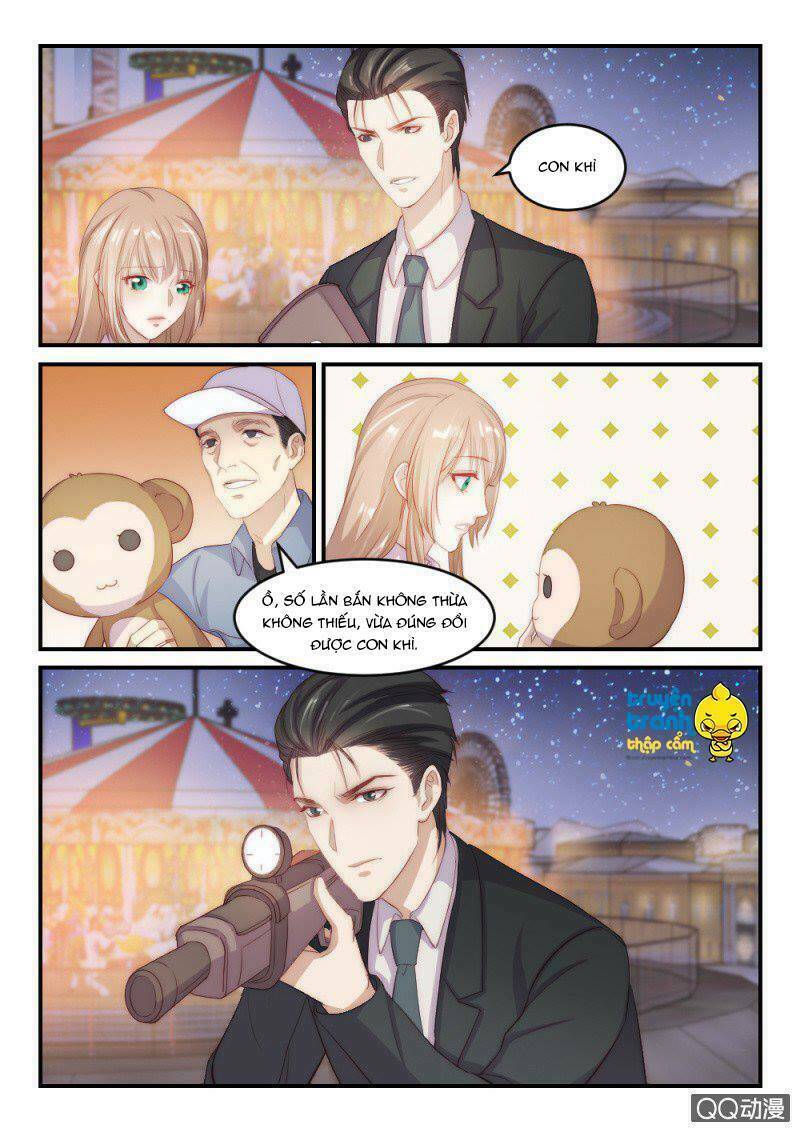 CON KHỈ
Ồ, SỐ LẦN BẮN KHÔNG THỪA
KHÔNG THIẾU, VỪA ĐÚNG ĐỔI
ĐƯỢC CON KHỈ.
truyện
tranh
thập cẩm
QQ动漫